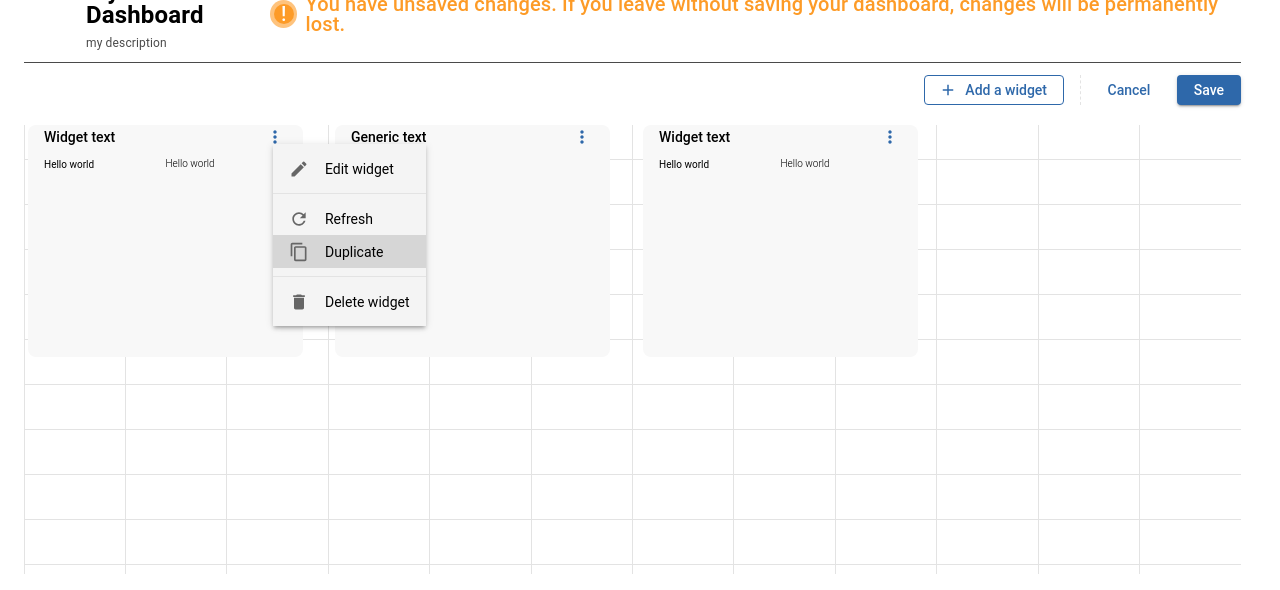 Dashboard
my description
You have unsaved changes. If you leave without saving your dashboard, changes will be permanently
lost.
Add a widget
Cancel
Save
Widget text
Hello world
Hello world
Edit widget
Refresh
Duplicate
Delete widget
Generic text
Widget text
Hello world
Hello world